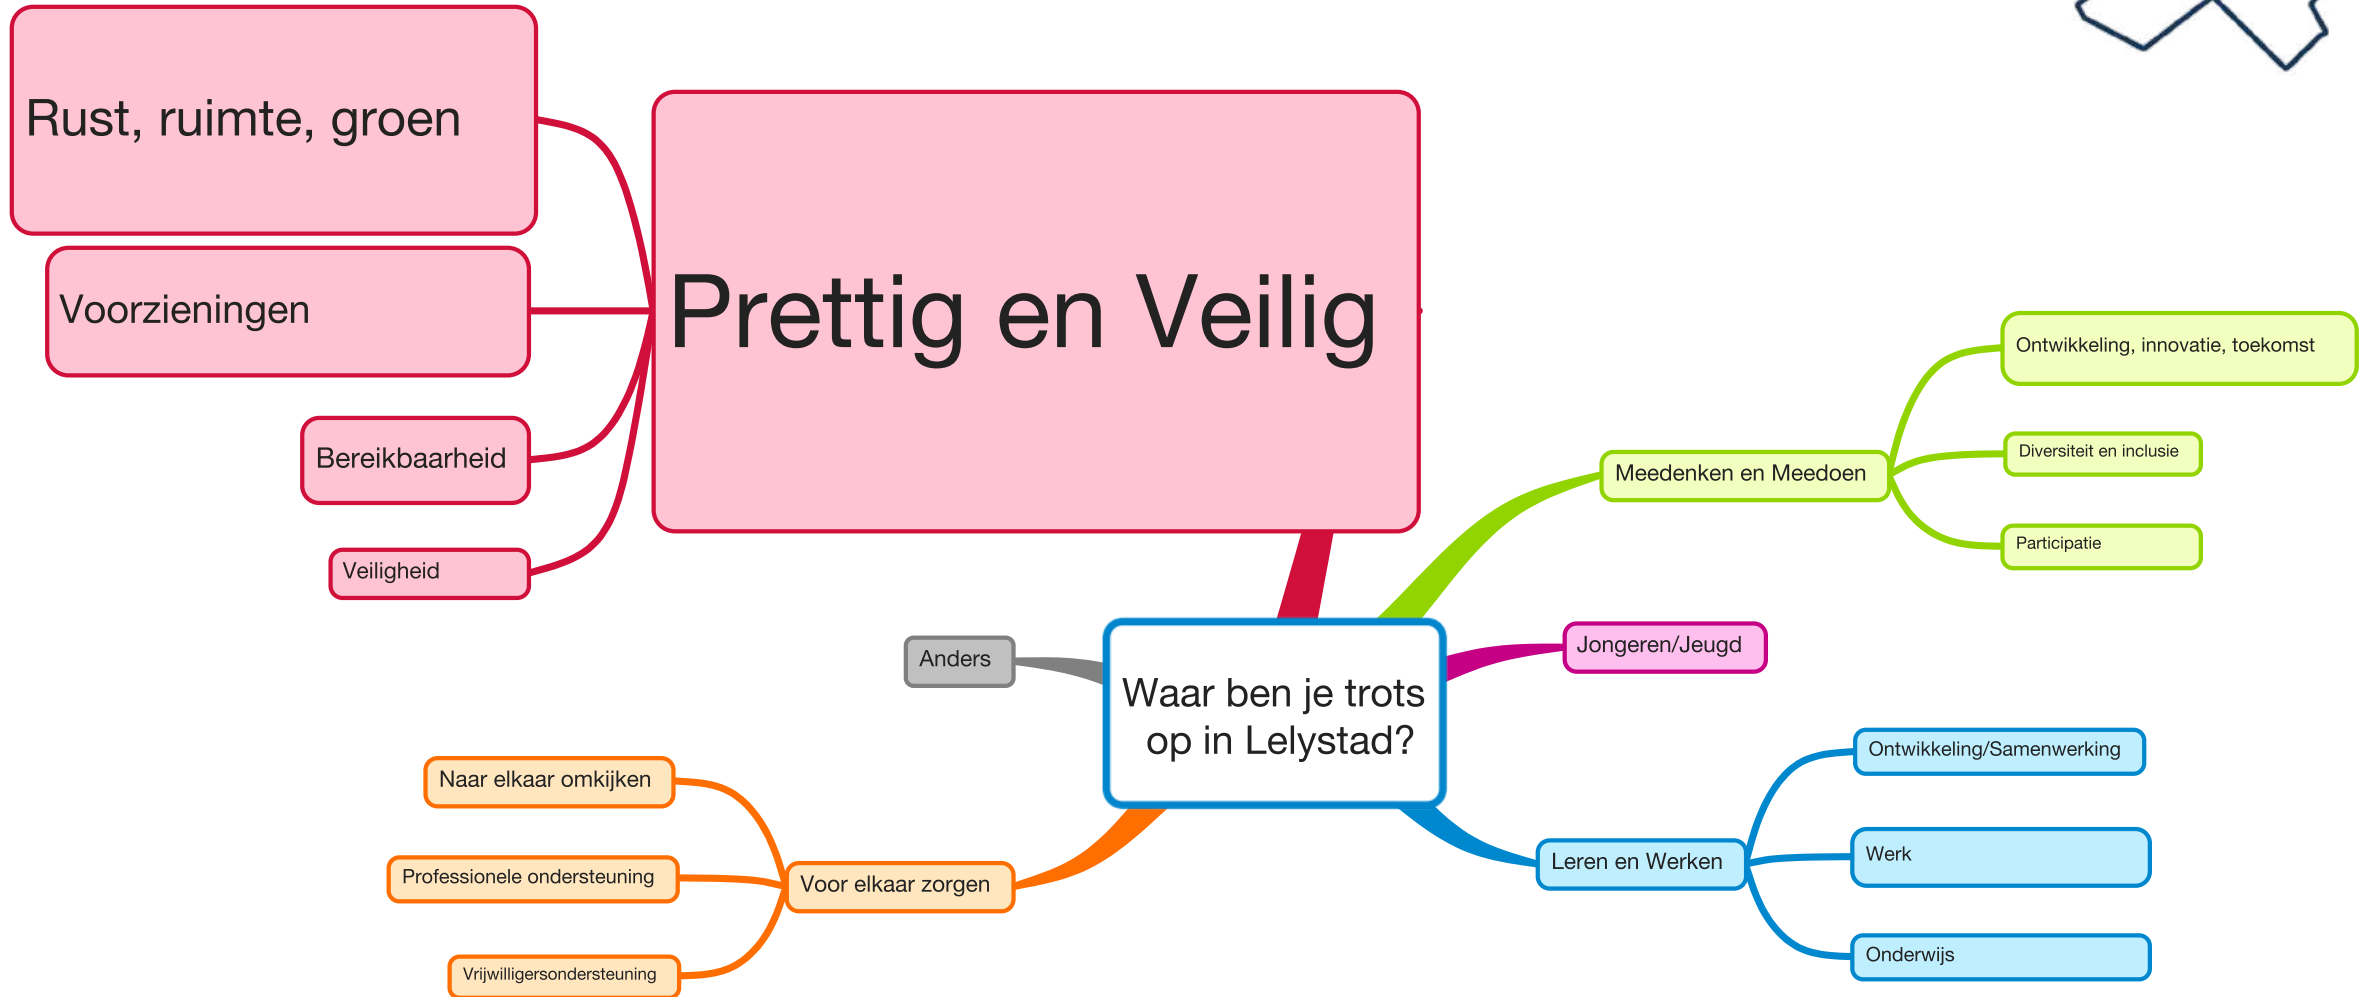 Rust, ruimte, groen
Voorzieningen
Bereikbaarheid
Veiligheid
Prettig en Veilig
Meedenken en Meedoen
Ontwikkeling, innovatie, toekomst
Diversiteit en inclusie
Participatie
Anders
Waar ben je trots
op in Lelystad?
Jongeren/Jeugd
Naar elkaar omkijken
Professionele ondersteuning
Vrijwilligersondersteuning
Voor elkaar zorgen
Leren en Werken
Ontwikkeling/Samenwerking
Werk
Onderwijs